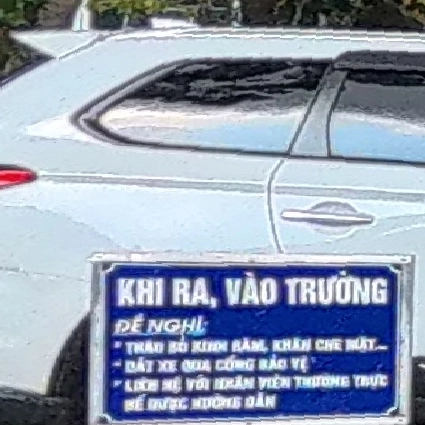 KHI RA, VÀO TRƯỜNG
ĐỀ NGHỊ:
* THÁO BỎ KÍNH RÂM, KHĂN CHE MẶT...
* DẮT XE QUA CỔNG BẢO VỆ
* LIÊN HỆ VỚI NHÂN VIÊN THƯỜNG TRỰC
ĐỂ ĐƯỢC HƯỚNG DẪN